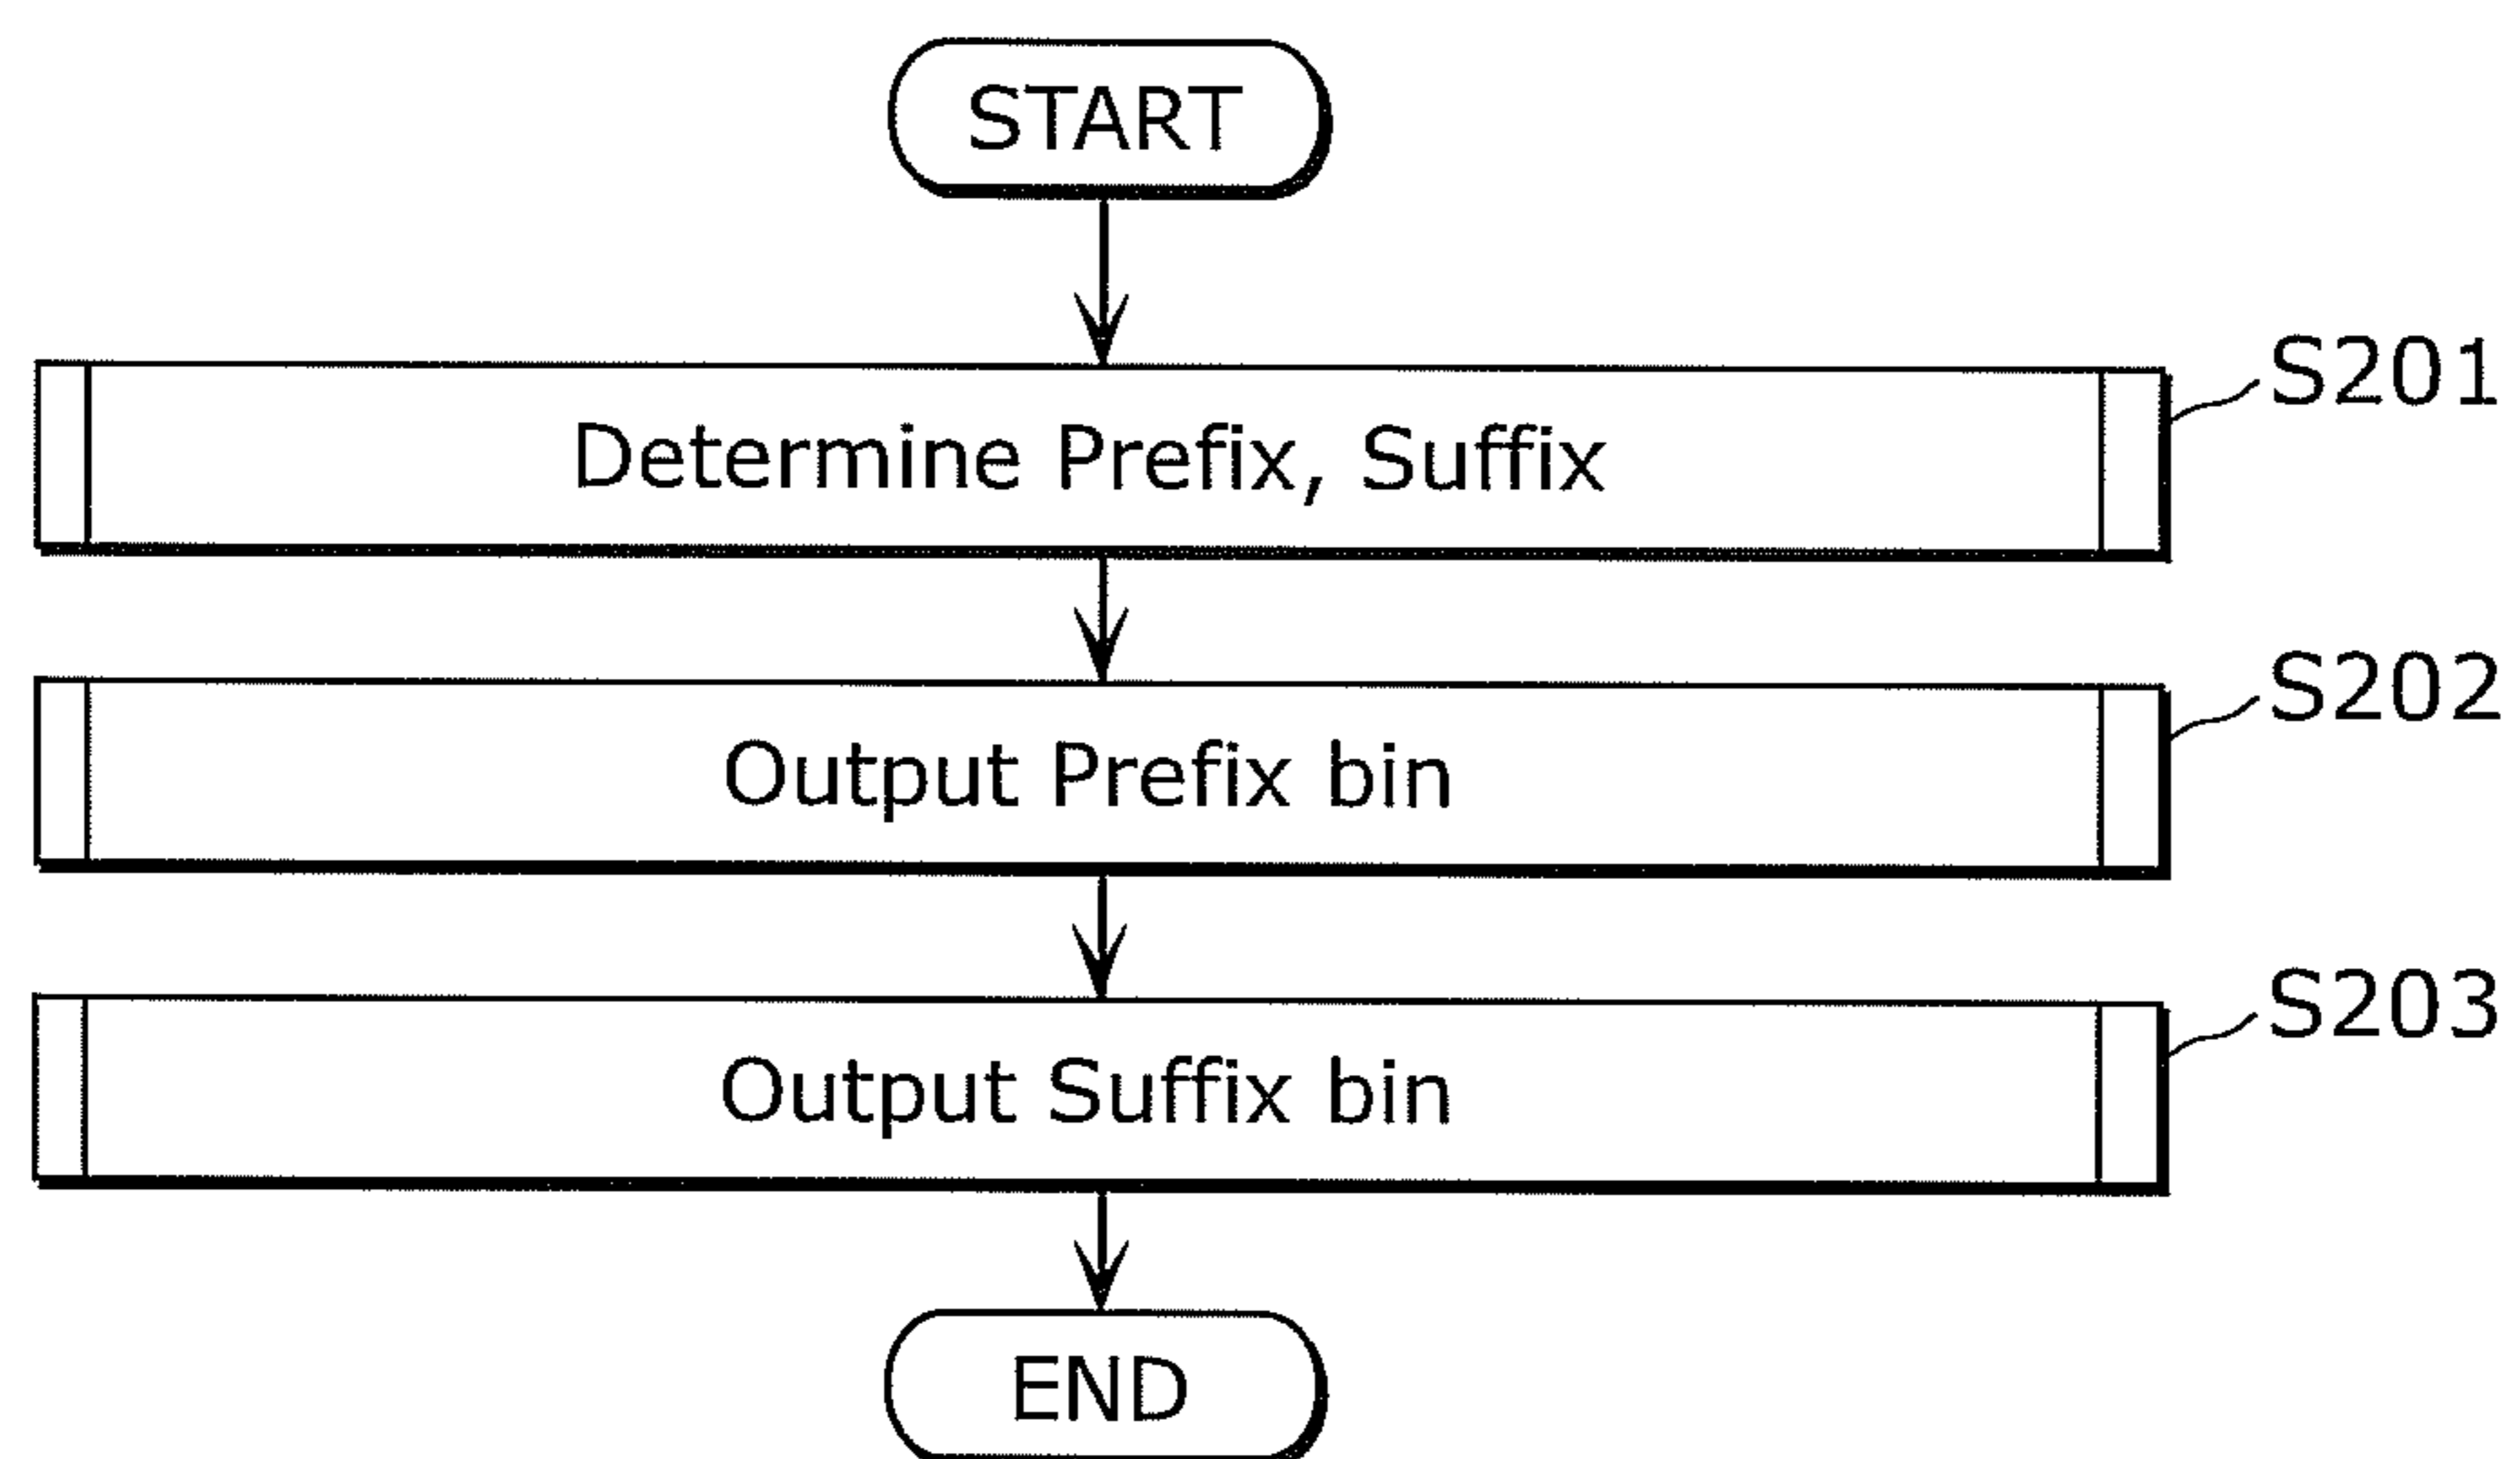 START
S201
Determine Prefix, Suffix
S202
Output Prefix bin
S203
Output Suffix bin
END